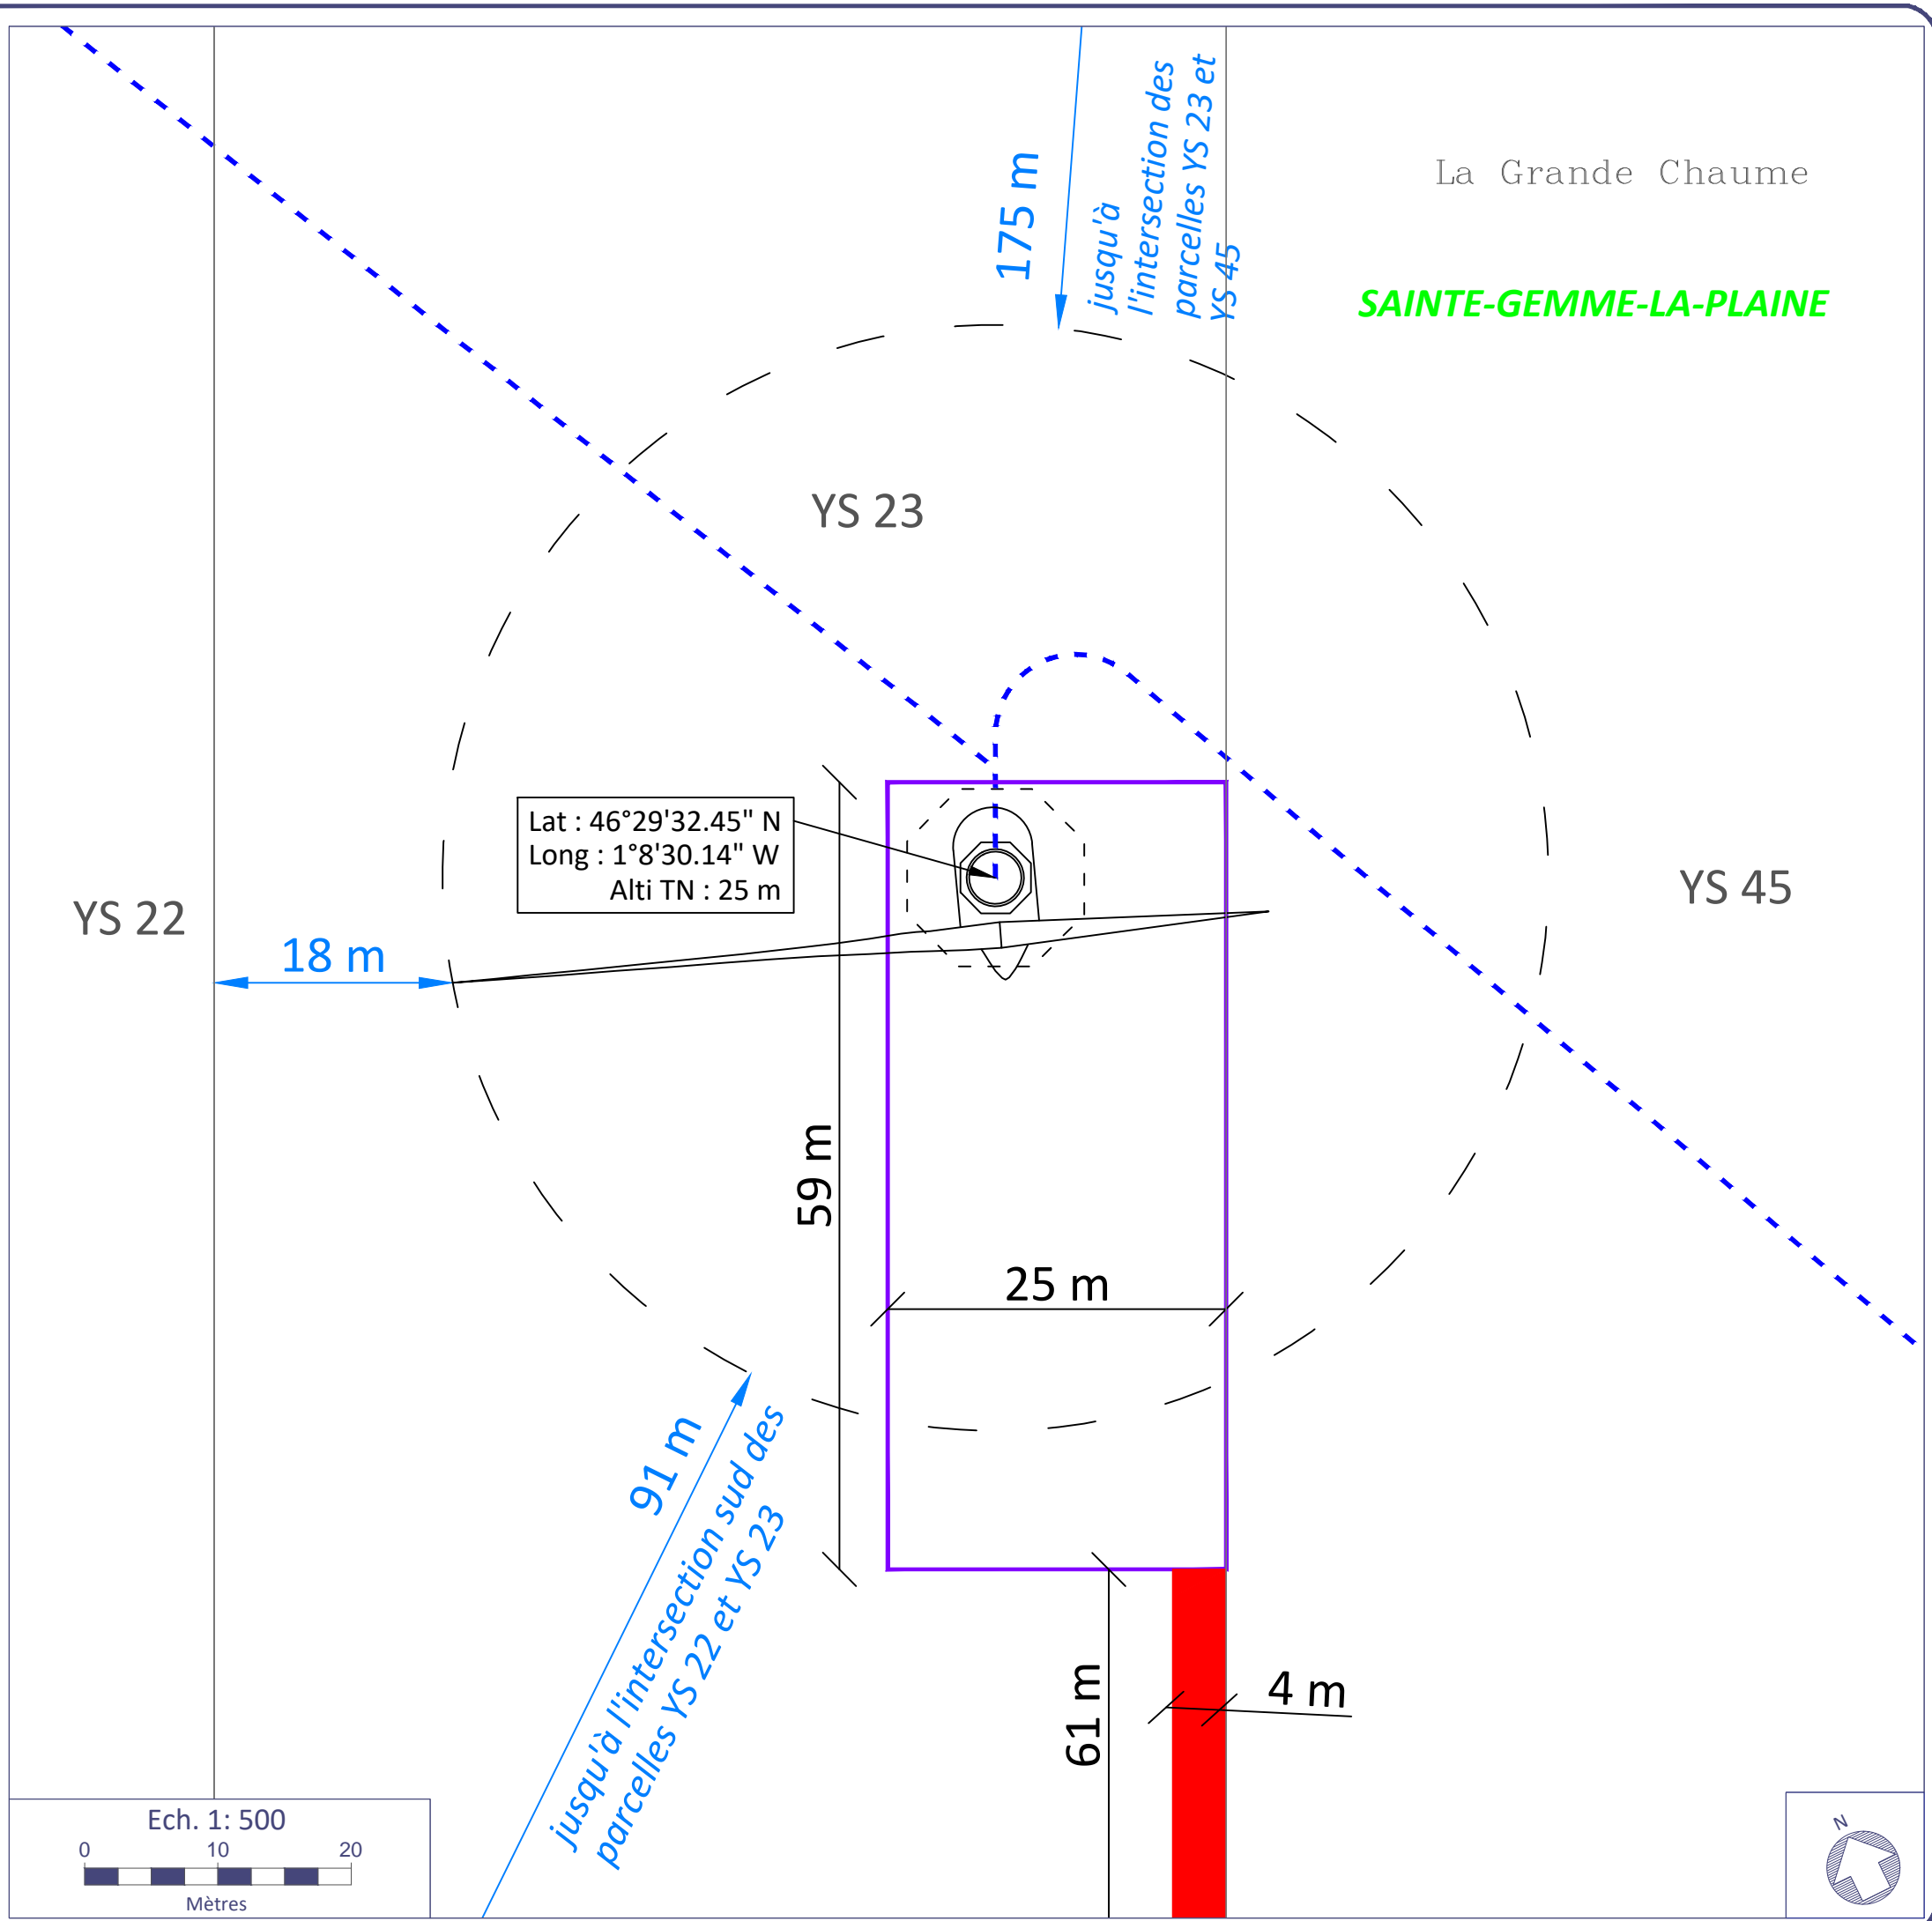 175 m
jusqu'à
l'intersection des
parcelles YS 23 et
YS 45
La Grande Chaume
SAINTE-GEMME-LA-PLAINE
YS 23
Lat : 46°29'32.45" N
Long : 1°8'30.14" W
Alti TN : 25 m
YS 22
YS 45
18 m
59 m
25 m
91 m
jusqu'à l'intersection sud des
parcelles YS 22 et YS 23
61 m
4 m
Ech. 1: 500
0 10 20
Mètres
N